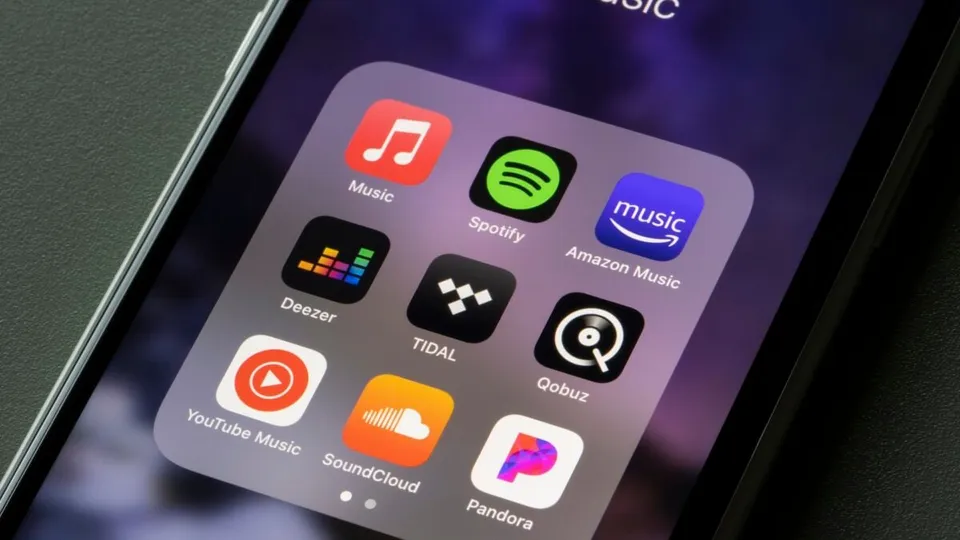 Music
Spotify
music
Amazon Music
Deezer
TIDAL
Qobuz
YouTube Music
SoundCloud
Pandora